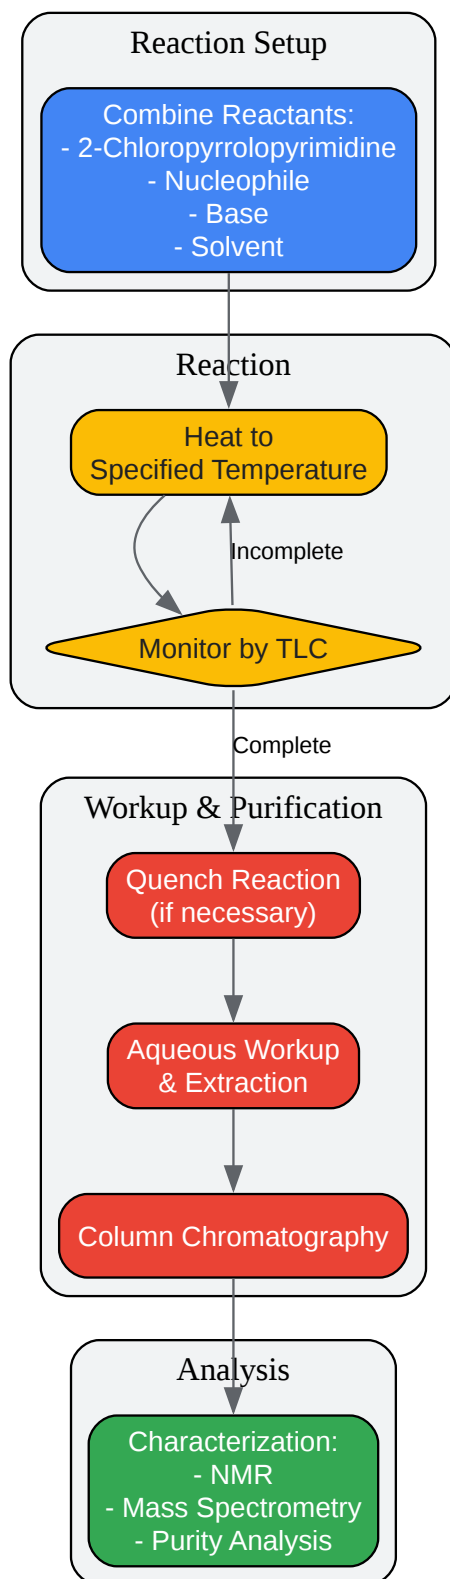 Reaction Setup
Combine Reactants:
- 2-Chloropyrrolopyrimidine
- Nucleophile
- Base
- Solvent
Reaction
Heat to
Specified Temperature
Incomplete
Monitor by TLC
Complete
Workup & Purification
Quench Reaction
(if necessary)
Aqueous Workup
& Extraction
Column Chromatography
Analysis
Characterization:
- NMR
- Mass Spectrometry
- Purity Analysis